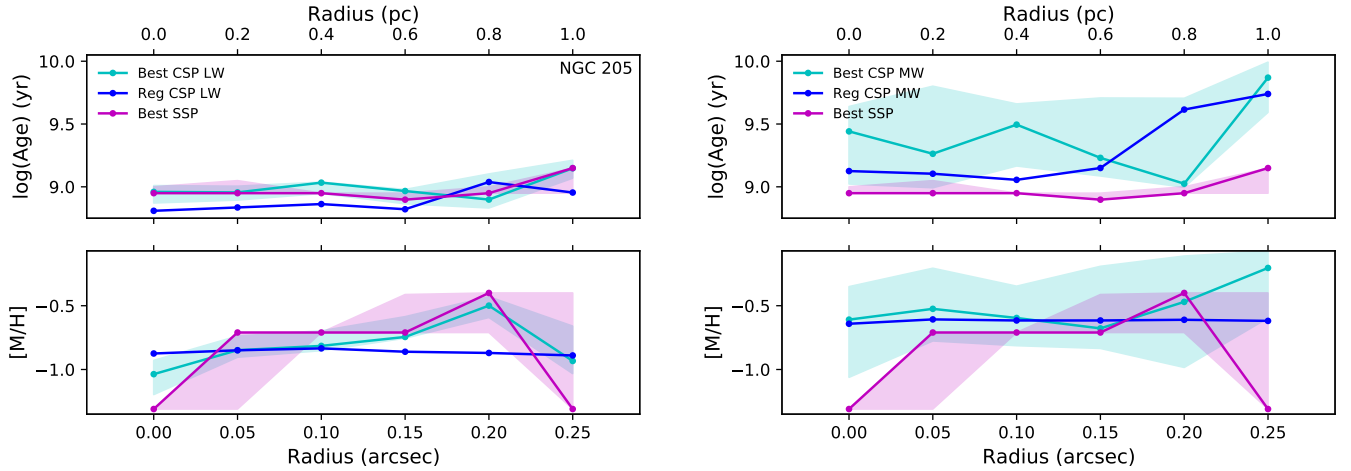 Radius (pc)
0.0 0.2 0.4 0.6 0.8 1.0
10.0
9.5
9.0
log(Age) (yr)
Best CSP LW
Reg CSP LW
Best SSP
NGC 205
−0.5
−1.0
[M/H]
0.00 0.05 0.10 0.15 0.20 0.25
Radius (arcsec)
Radius (pc)
0.0 0.2 0.4 0.6 0.8 1.0
10.0
9.5
9.0
log(Age) (yr)
Best CSP MW
Reg CSP MW
Best SSP
−0.5
−1.0
[M/H]
0.00 0.05 0.10 0.15 0.20 0.25
Radius (arcsec)